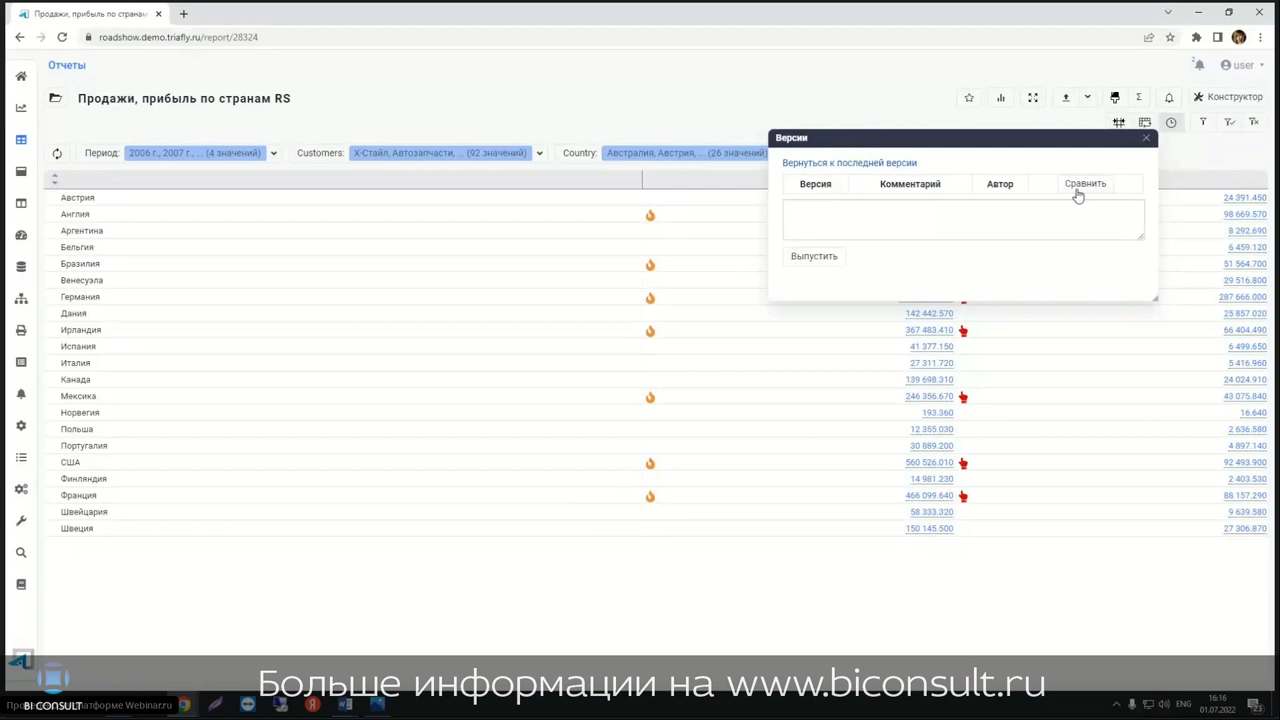 Продажи, прибыль по странам
roadshow.demo.triafly.ru/report/28324
Отчеты
2
user
Продажи, прибыль по странам RS
Σ
Конструктор
Версии
Период: 2006 г., 2007 г., ... (4 значений) Customers: Х-Стайл, Автозапчасти, ... (92 значений) Country: Австралия, Австрия, ... (26 значений)
Вернуться к последней версии
Версия Комментарий Автор Сравнить
Выпустить
Австрия 24 391.450
Англия 98 669.570
Аргентина 8 292.690
Бельгия 6 459.120
Бразилия 51 564.700
Венесуэла 29 516.800
Германия 287 666.000
Дания 142 442.570 25 857.020
Ирландия 367 483.410 66 404.490
Испания 41 377.150 6 499.650
Италия 27 311.720 5 416.960
Канада 139 698.310 24 024.910
Мексика 246 356.670 43 075.840
Норвегия 193.360 16.640
Польша 12 355.030 2 636.580
Португалия 30 889.200 4 897.140
США 560 526.010 92 493.900
Финляндия 14 981.230 2 403.530
Франция 466 099.640 88 157.290
Швейцария 58 333.320 9 639.580
Швеция 150 145.500 27 306.870
Больше информации на www.biconsult.ru
BICONSULT
платформе Webinar.ru
ENG
16:16
01.07.2022